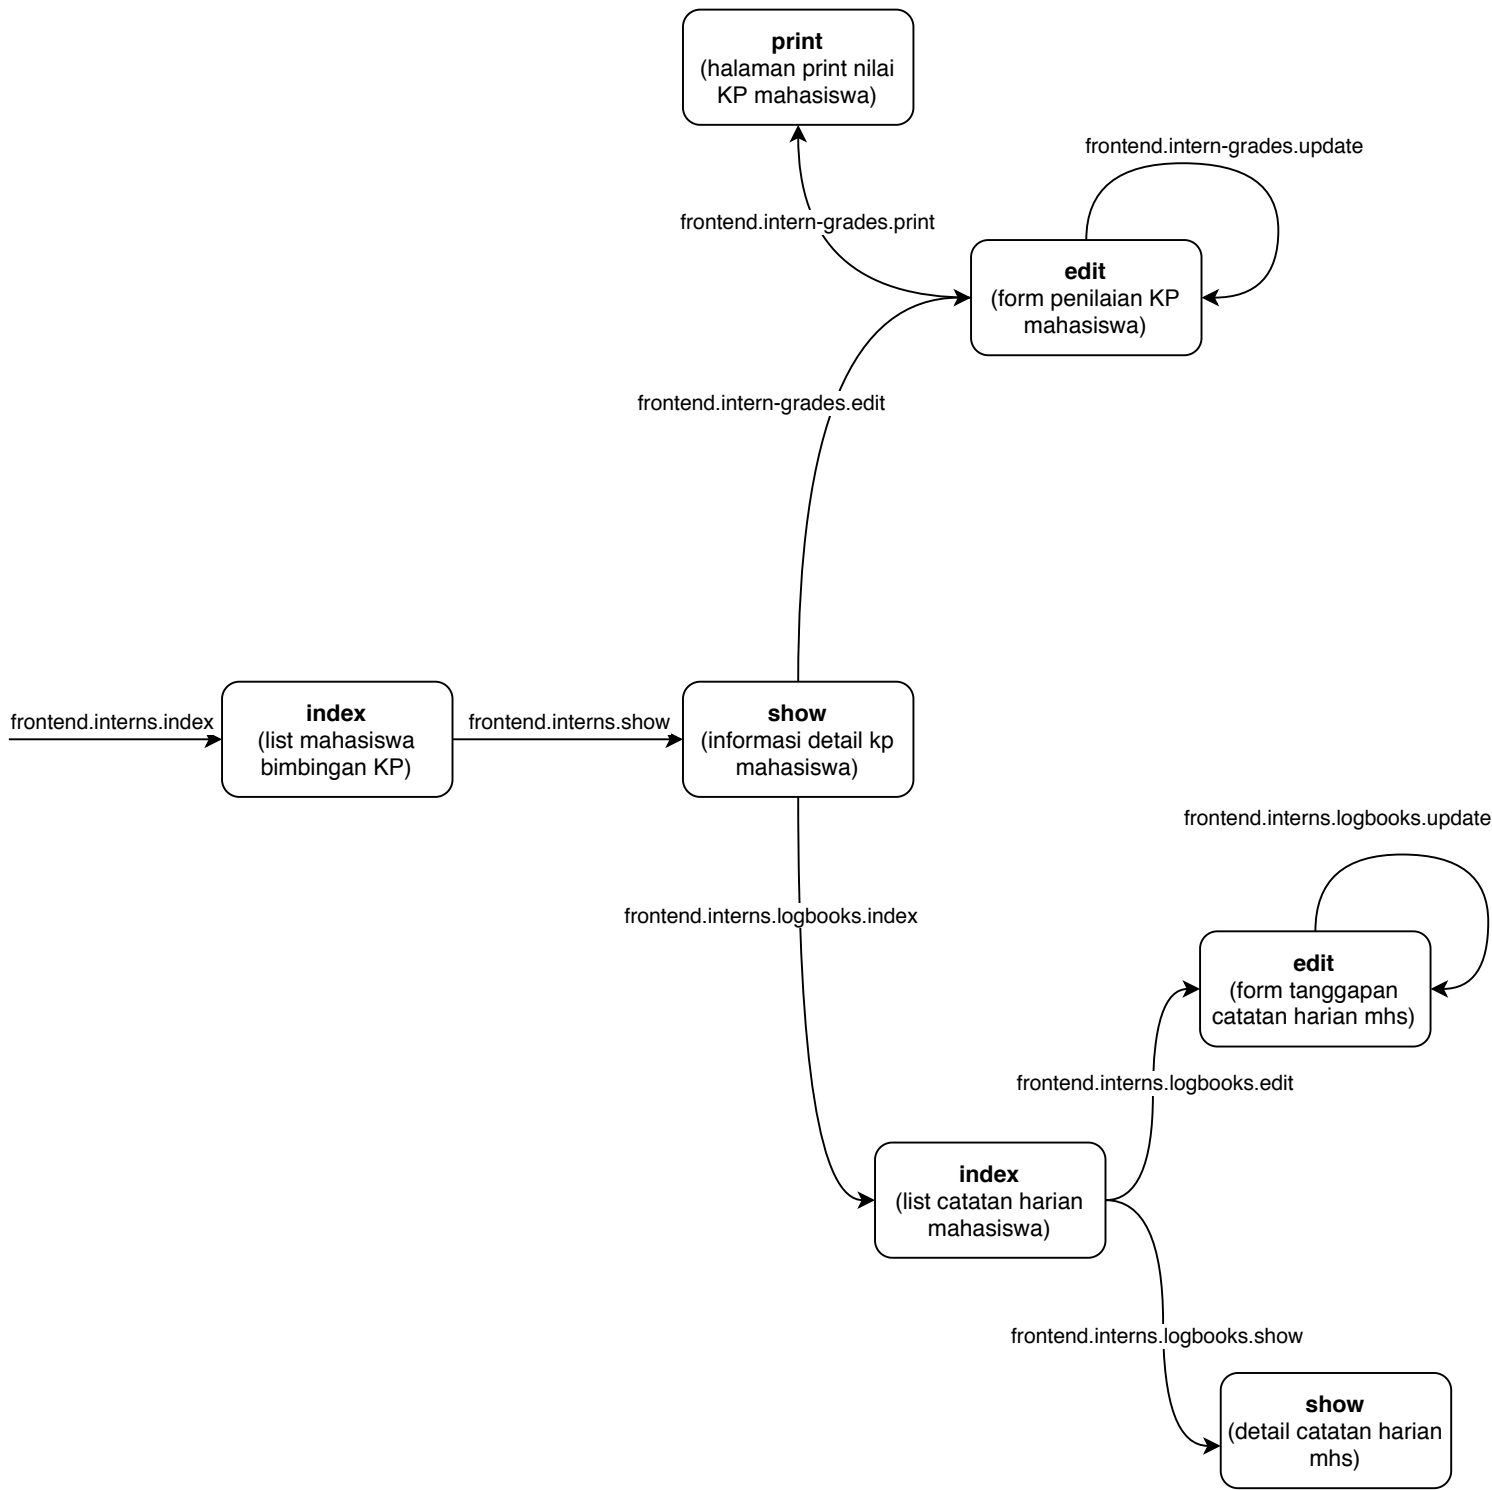 print
(halaman print nilai
KP mahasiswa)
frontend.intern-grades.update
frontend.intern-grades.print
edit
(form penilaian KP
mahasiswa)
frontend.intern-grades.edit
frontend.interns.index
index
(list mahasiswa
bimbingan KP)
frontend.interns.show
show
(informasi detail kp
mahasiswa)
frontend.interns.logbooks.update
frontend.interns.logbooks.index
edit
(form tanggapan
catatan harian mhs)
frontend.interns.logbooks.edit
index
(list catatan harian
mahasiswa)
frontend.interns.logbooks.show
show
(detail catatan harian
mhs)